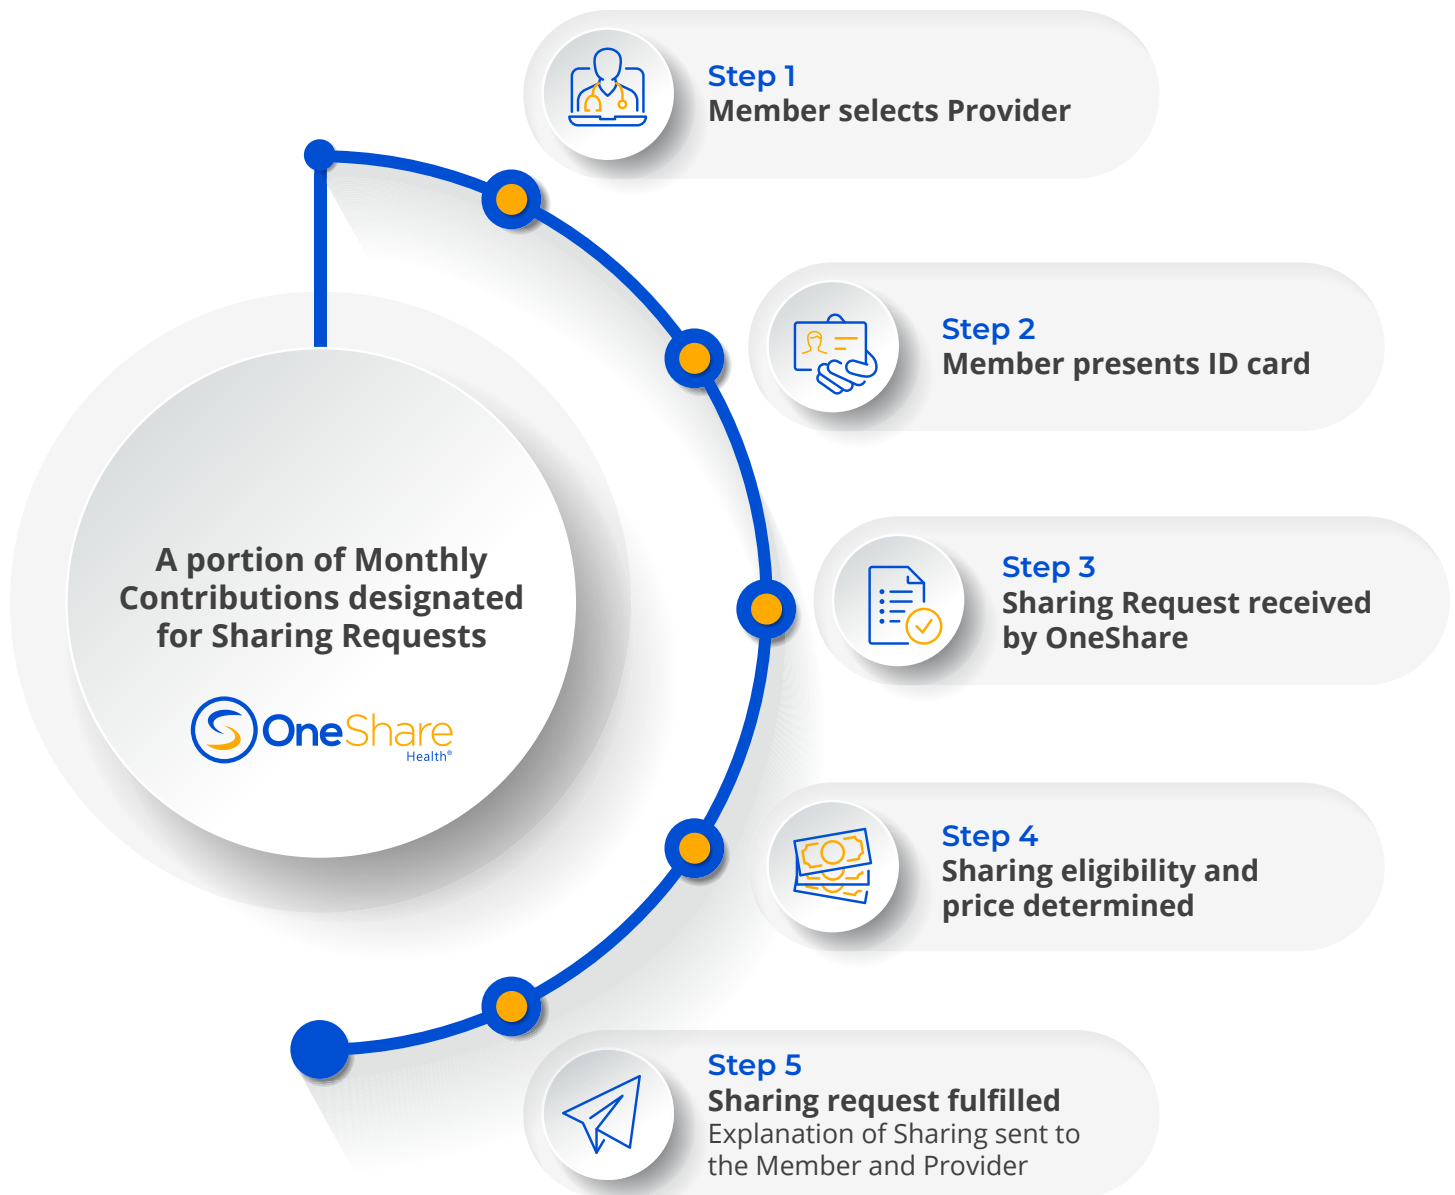 Step 1
Member selects Provider
Step 2
Member presents ID card
A portion of Monthly
Contributions designated
for Sharing Requests
OneShare
Health®
Step 3
Sharing Request received
by OneShare
Step 4
Sharing eligibility and
price determined
Step 5
Sharing request fulfilled
Explanation of Sharing sent to
the Member and Provider